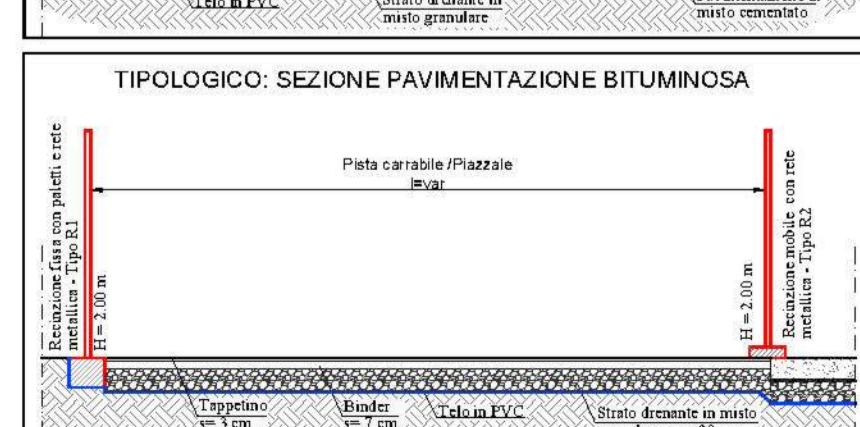 Telo in PVC
Strato drenante in
misto granulare
misto cementato
TIPOLOGICO: SEZIONE PAVIMENTAZIONE BITUMINOSA
Recinzione fissa con paletti e rete
metallica - Tipo R1
H = 2.00 m
Pista carrabile /Piazzale
l=var
H = 2.00 m
Recinzione mobile con rete
metallica - Tipo R2
Tappetino
s= 3 cm
Binder
s= 7 cm
Telo in PVC
Strato drenante in misto